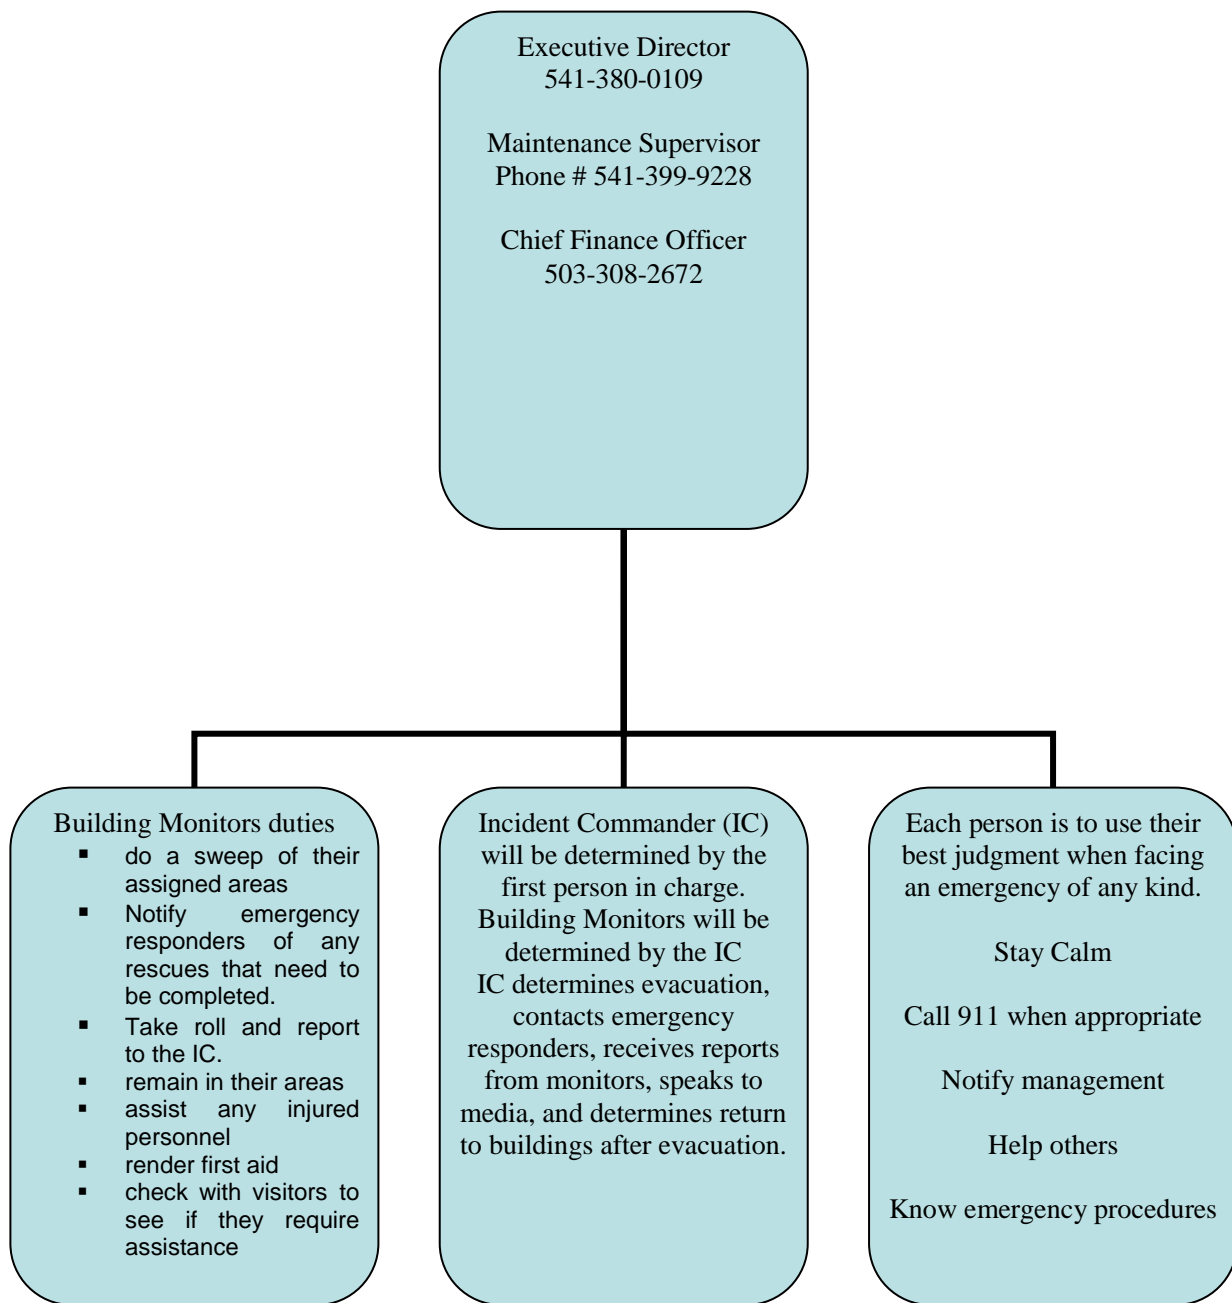 Executive Director
541-380-0109
Maintenance Supervisor
Phone # 541-399-9228
Chief Finance Officer
503-308-2672
Building Monitors duties
▪ do a sweep of their
assigned areas
▪ Notify emergency
responders of any
rescues that need to
be completed.
▪ Take roll and report
to the IC.
▪ remain in their areas
▪ assist any injured
personnel
▪ render first aid
▪ check with visitors to
see if they require
assistance
Incident Commander (IC)
will be determined by the
first person in charge.
Building Monitors will be
determined by the IC
IC determines evacuation,
contacts emergency
responders, receives reports
from monitors, speaks to
media, and determines return
to buildings after evacuation.
Each person is to use their
best judgment when facing
an emergency of any kind.
Stay Calm
Call 911 when appropriate
Notify management
Help others
Know emergency procedures